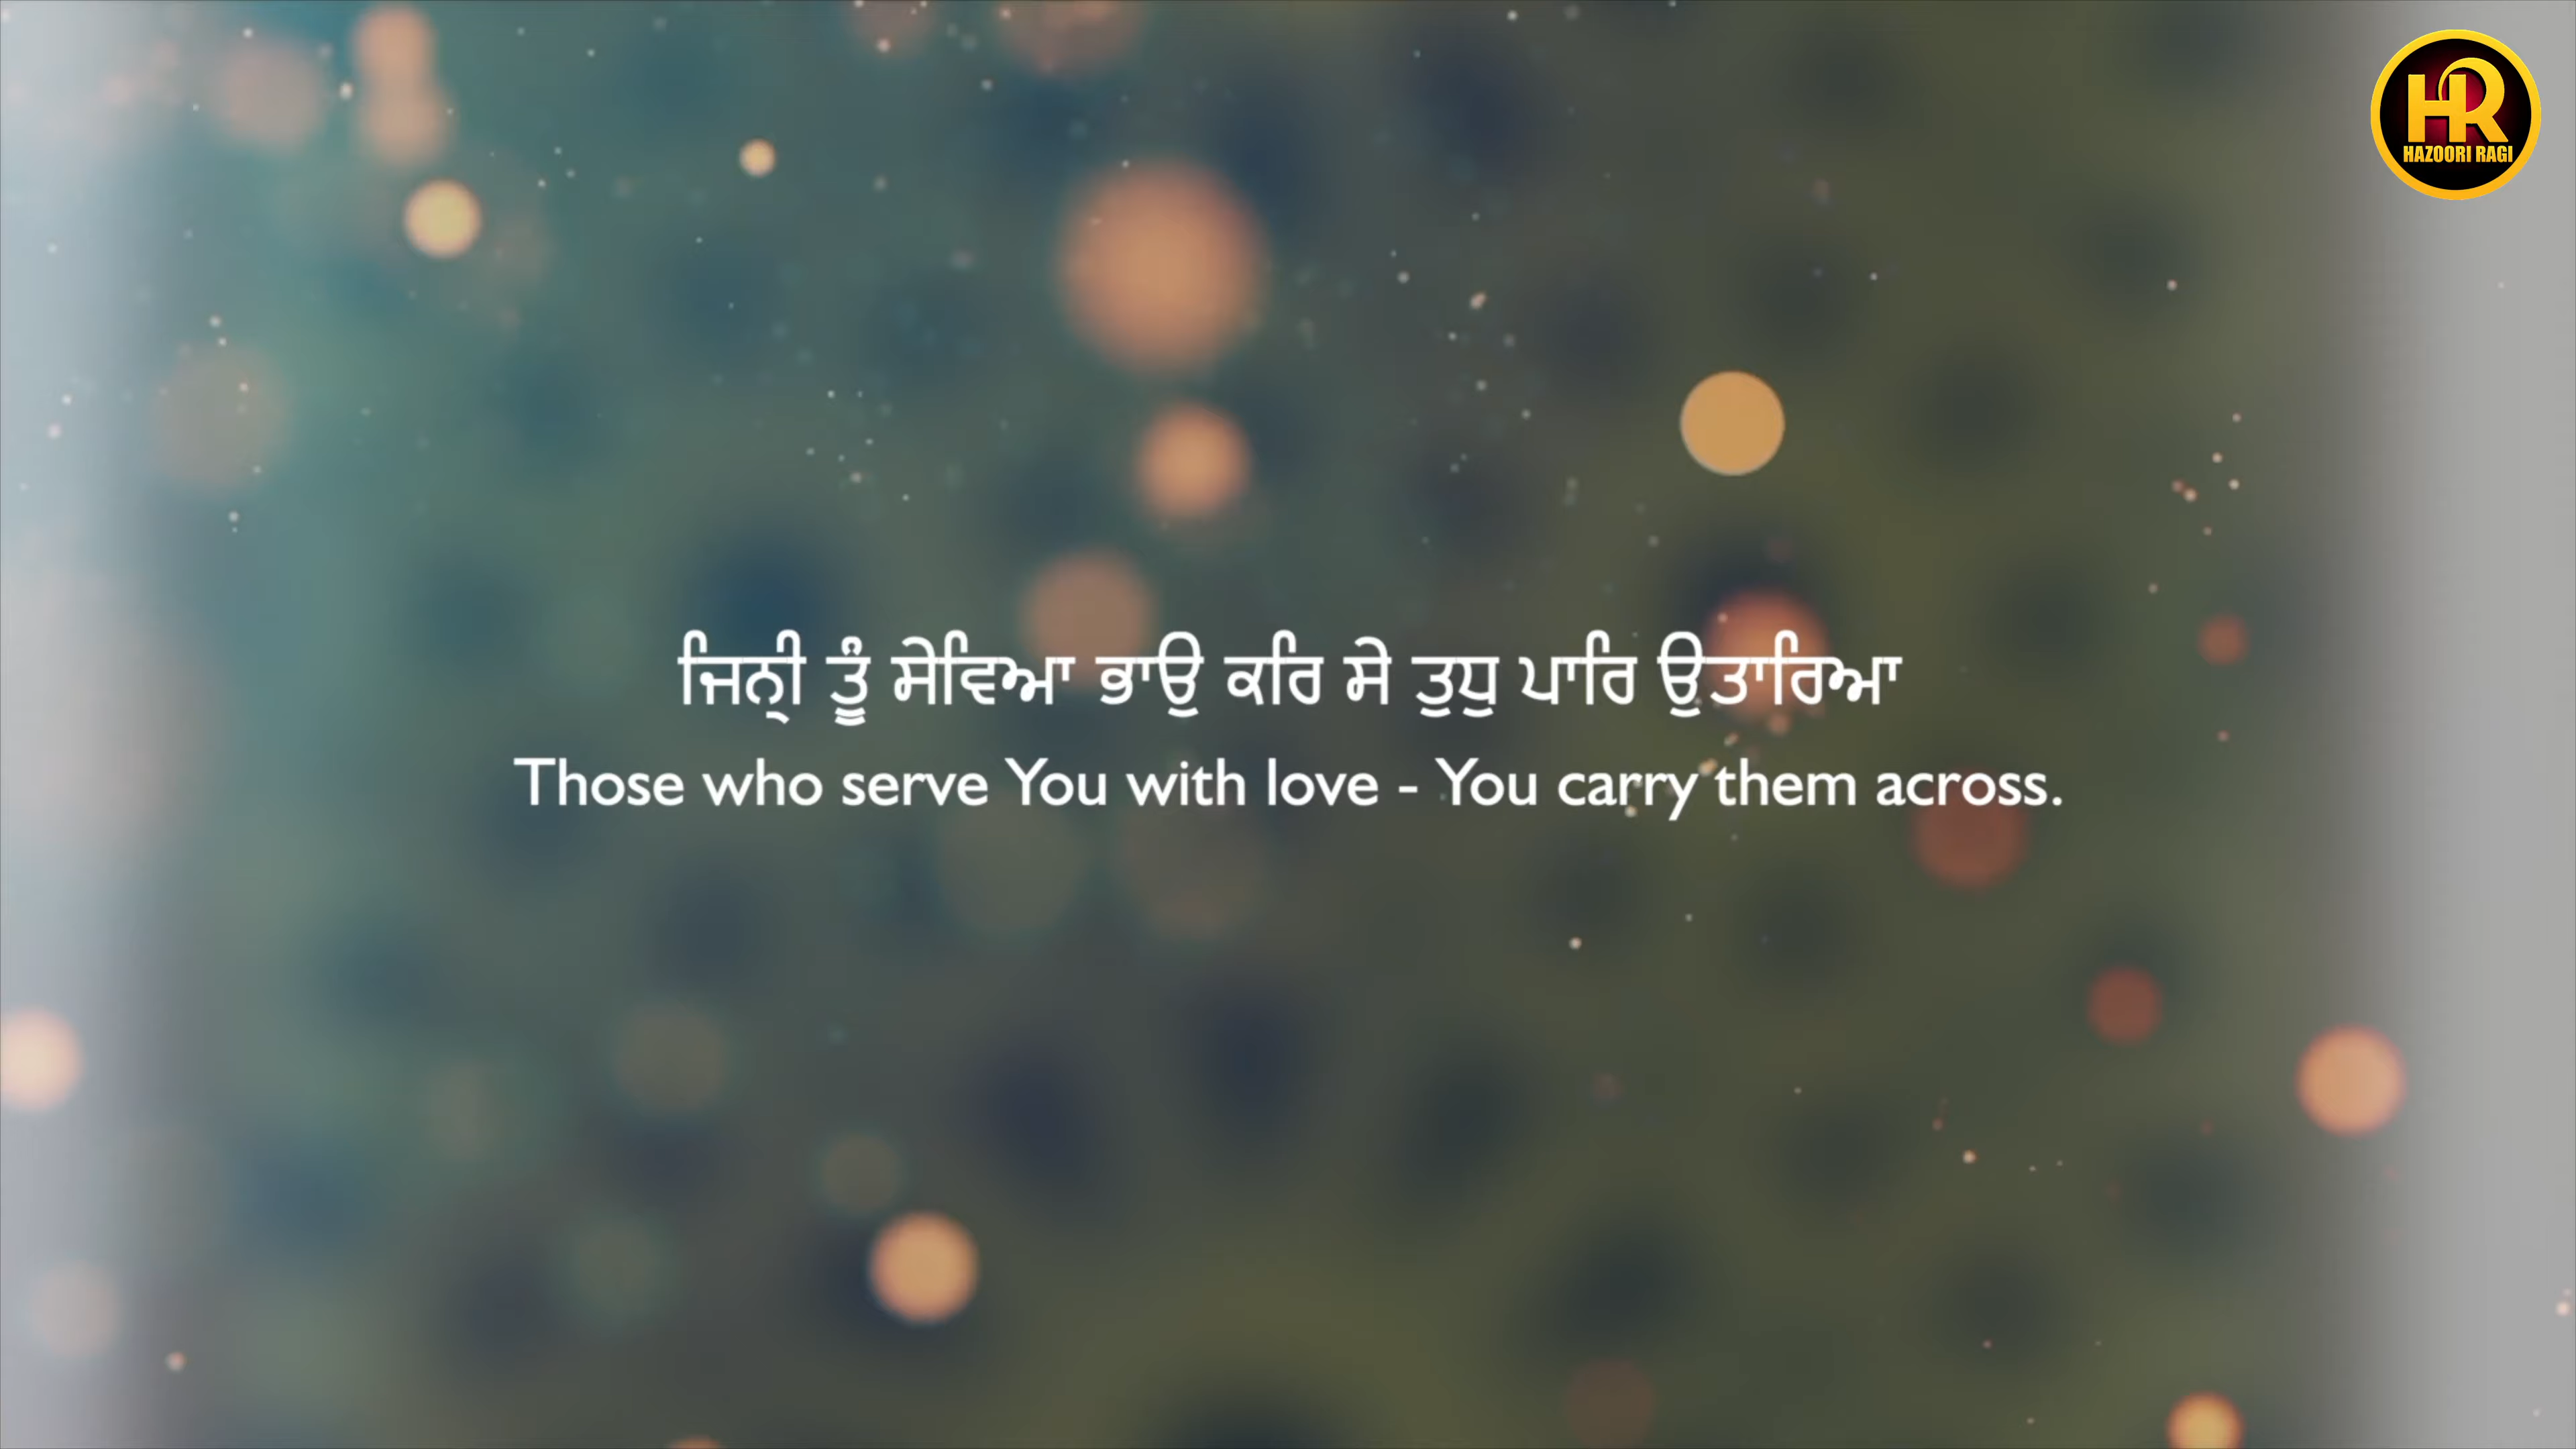 HR
HAZOORI RAGI
ਜਿਨ੍ਹੀ ਤੂੰ ਸੇਵਿਆ ਭਾਉ ਕਰਿ ਸੇ ਤੁਧੁ ਪਾਰਿ ਉਤਾਰਿਆ
Those who serve You with love - You carry them across.